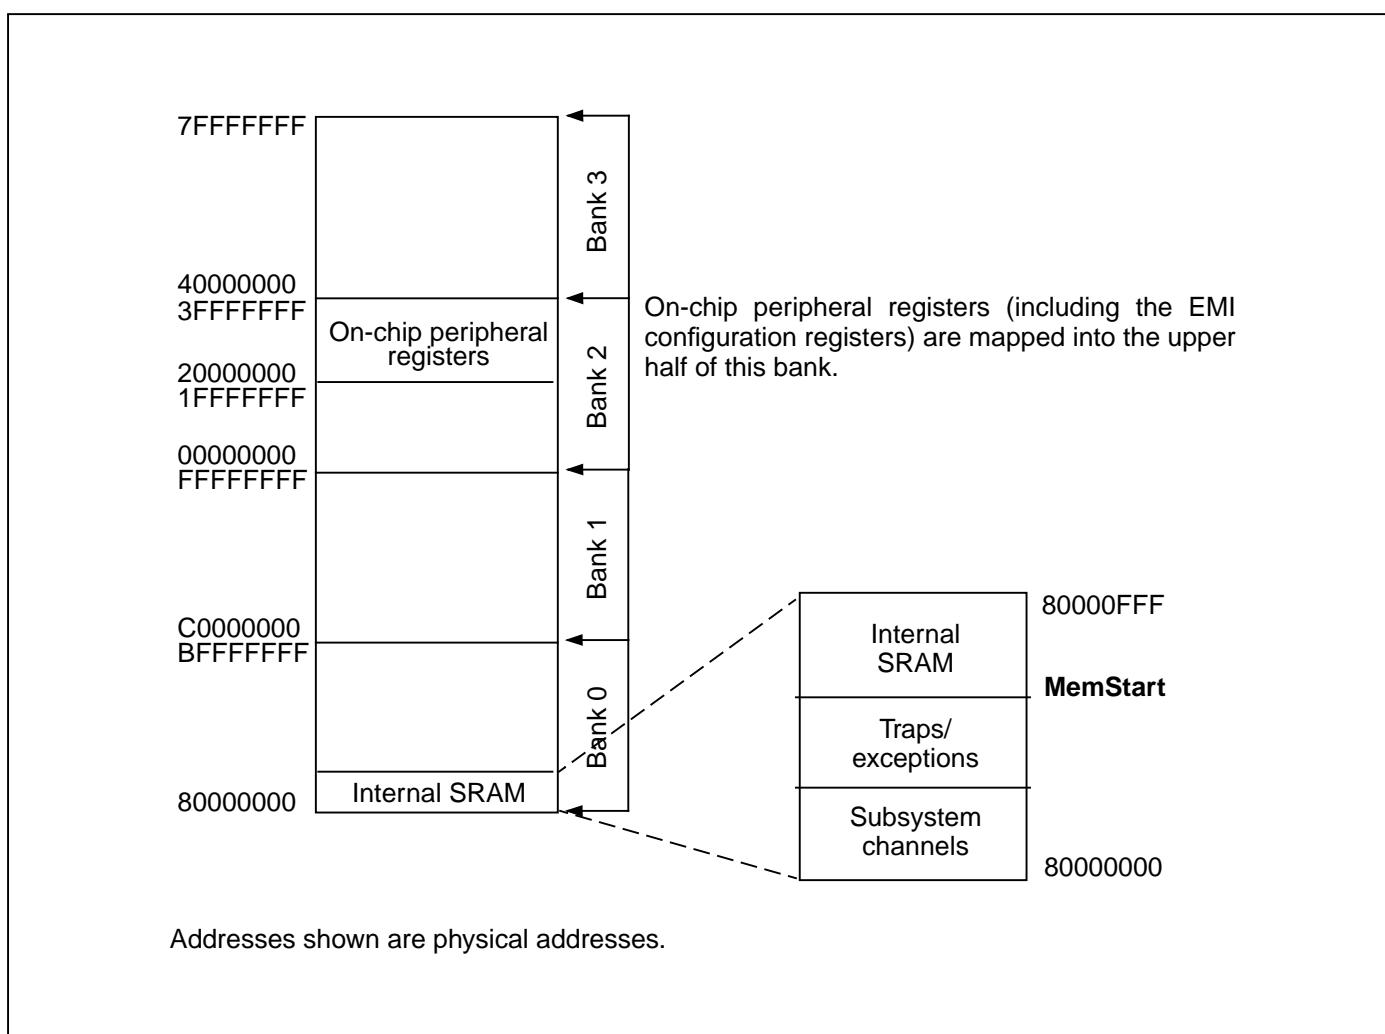 7FFFFFFF
Bank 3
40000000
3FFFFFFF
On-chip peripheral
registers
On-chip peripheral registers (including the EMI
configuration registers) are mapped into the upper
half of this bank.
Bank 2
20000000
1FFFFFFF
00000000
FFFFFFFF
Bank 1
C0000000
BFFFFFFF
Bank 0
Internal SRAM
80000000
80000FFF
Internal
SRAM
MemStart
Traps/
exceptions
Subsystem
channels
80000000
Addresses shown are physical addresses.